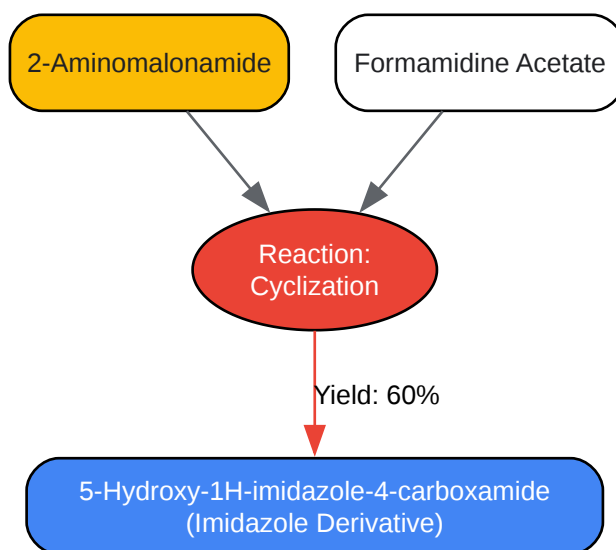 2-Aminomalonamide
Formamidine Acetate
Reaction:
Cyclization
Yield: 60%
5-Hydroxy-1H-imidazole-4-carboxamide
(Imidazole Derivative)